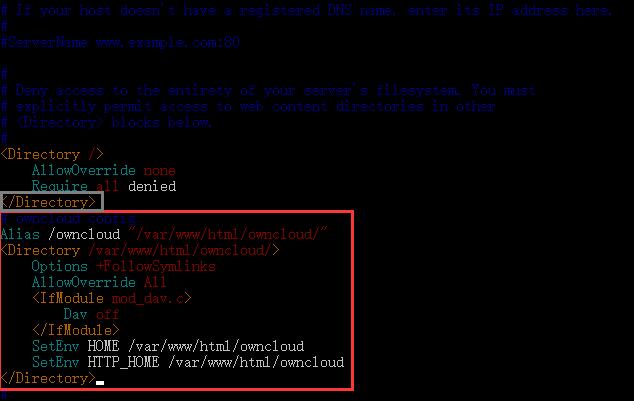 # If your host doesn't have a registered DNS name, enter its IP address here.
#
#ServerName www.example.com:80

#
# Deny access to the entirety of your server's filesystem. You must
# explicitly permit access to web content directories in other
# <Directory> blocks below.
#
<Directory />
    AllowOverride none
    Require all denied
</Directory>
# owncloud config
Alias /owncloud "/var/www/html/owncloud/"
<Directory /var/www/html/owncloud/>
    Options +FollowSymlinks
    AllowOverride All
    <IfModule mod_dav.c>
        Dav off
    </IfModule>
    SetEnv HOME /var/www/html/owncloud
    SetEnv HTTP_HOME /var/www/html/owncloud
</Directory>
#